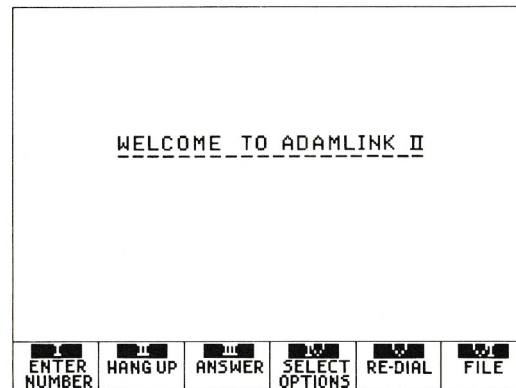 WELCOME TO ADAMLINK II
I II III IV V VI
ENTER HANG UP ANSWER SELECT RE-DIAL FILE
NUMBER OPTIONS